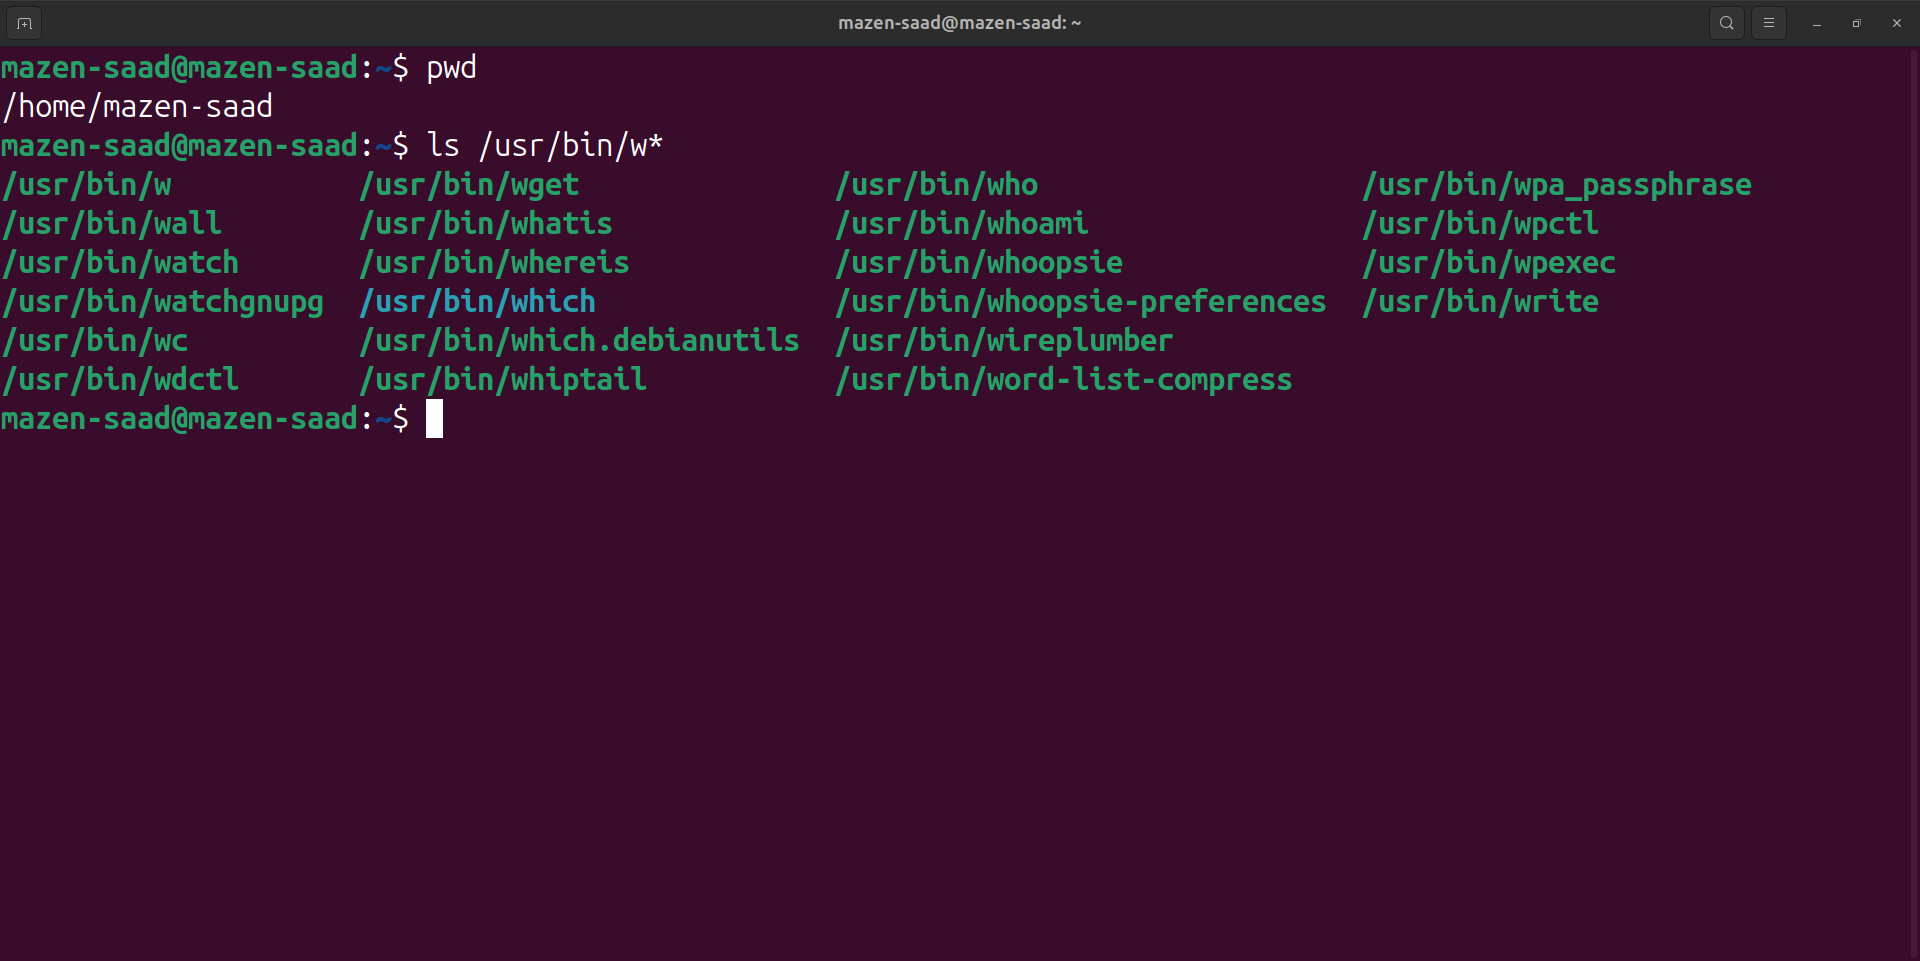 mazen-saad@mazen-saad: ~
mazen-saad@mazen-saad:~$ pwd
/home/mazen-saad
mazen-saad@mazen-saad:~$ ls /usr/bin/w*
/usr/bin/w /usr/bin/wget /usr/bin/who /usr/bin/wpa_passphrase
/usr/bin/wall /usr/bin/whatis /usr/bin/whoami /usr/bin/wpctl
/usr/bin/watch /usr/bin/whereis /usr/bin/whoopsie /usr/bin/wpexec
/usr/bin/watchgnupg /usr/bin/which /usr/bin/whoopsie-preferences /usr/bin/write
/usr/bin/wc /usr/bin/which.debianutils /usr/bin/wireplumber
/usr/bin/wdctl /usr/bin/whiptail /usr/bin/word-list-compress
mazen-saad@mazen-saad:~$